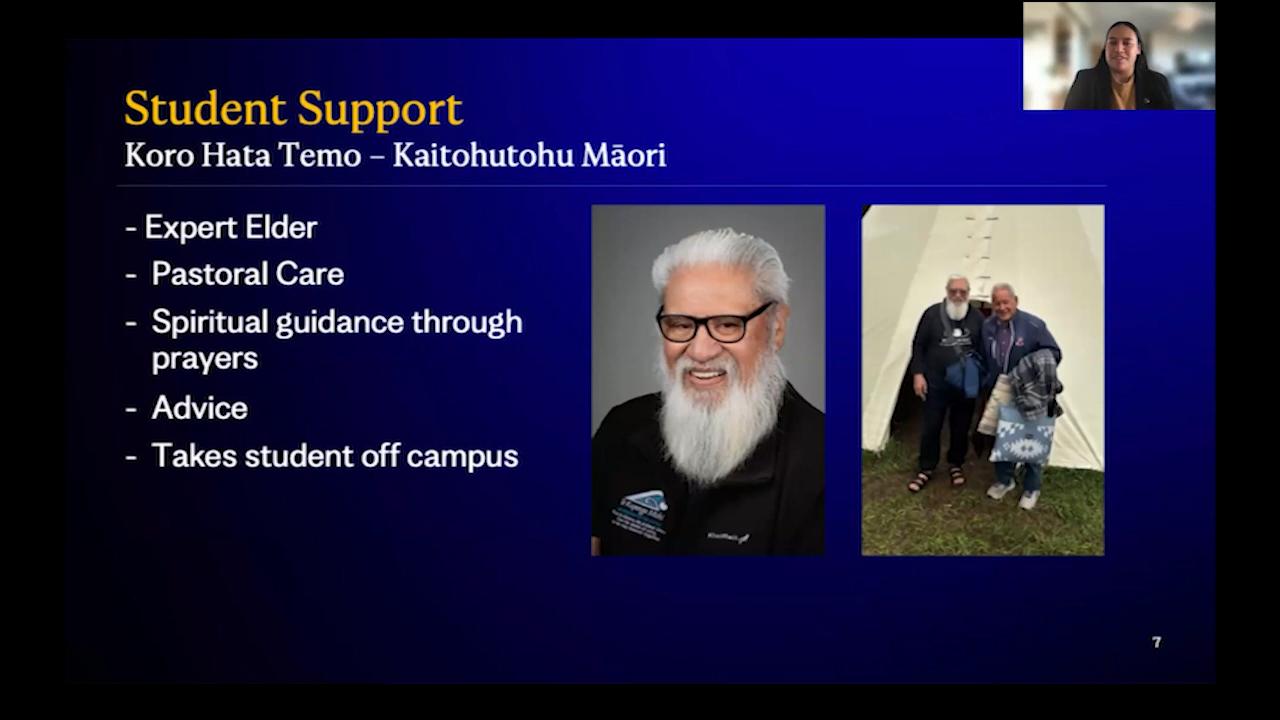 Student Support
Koro Hata Temo – Kaitohutohu Māori
- Expert Elder
- Pastoral Care
- Spiritual guidance through
prayers
- Advice
- Takes student off campus
7